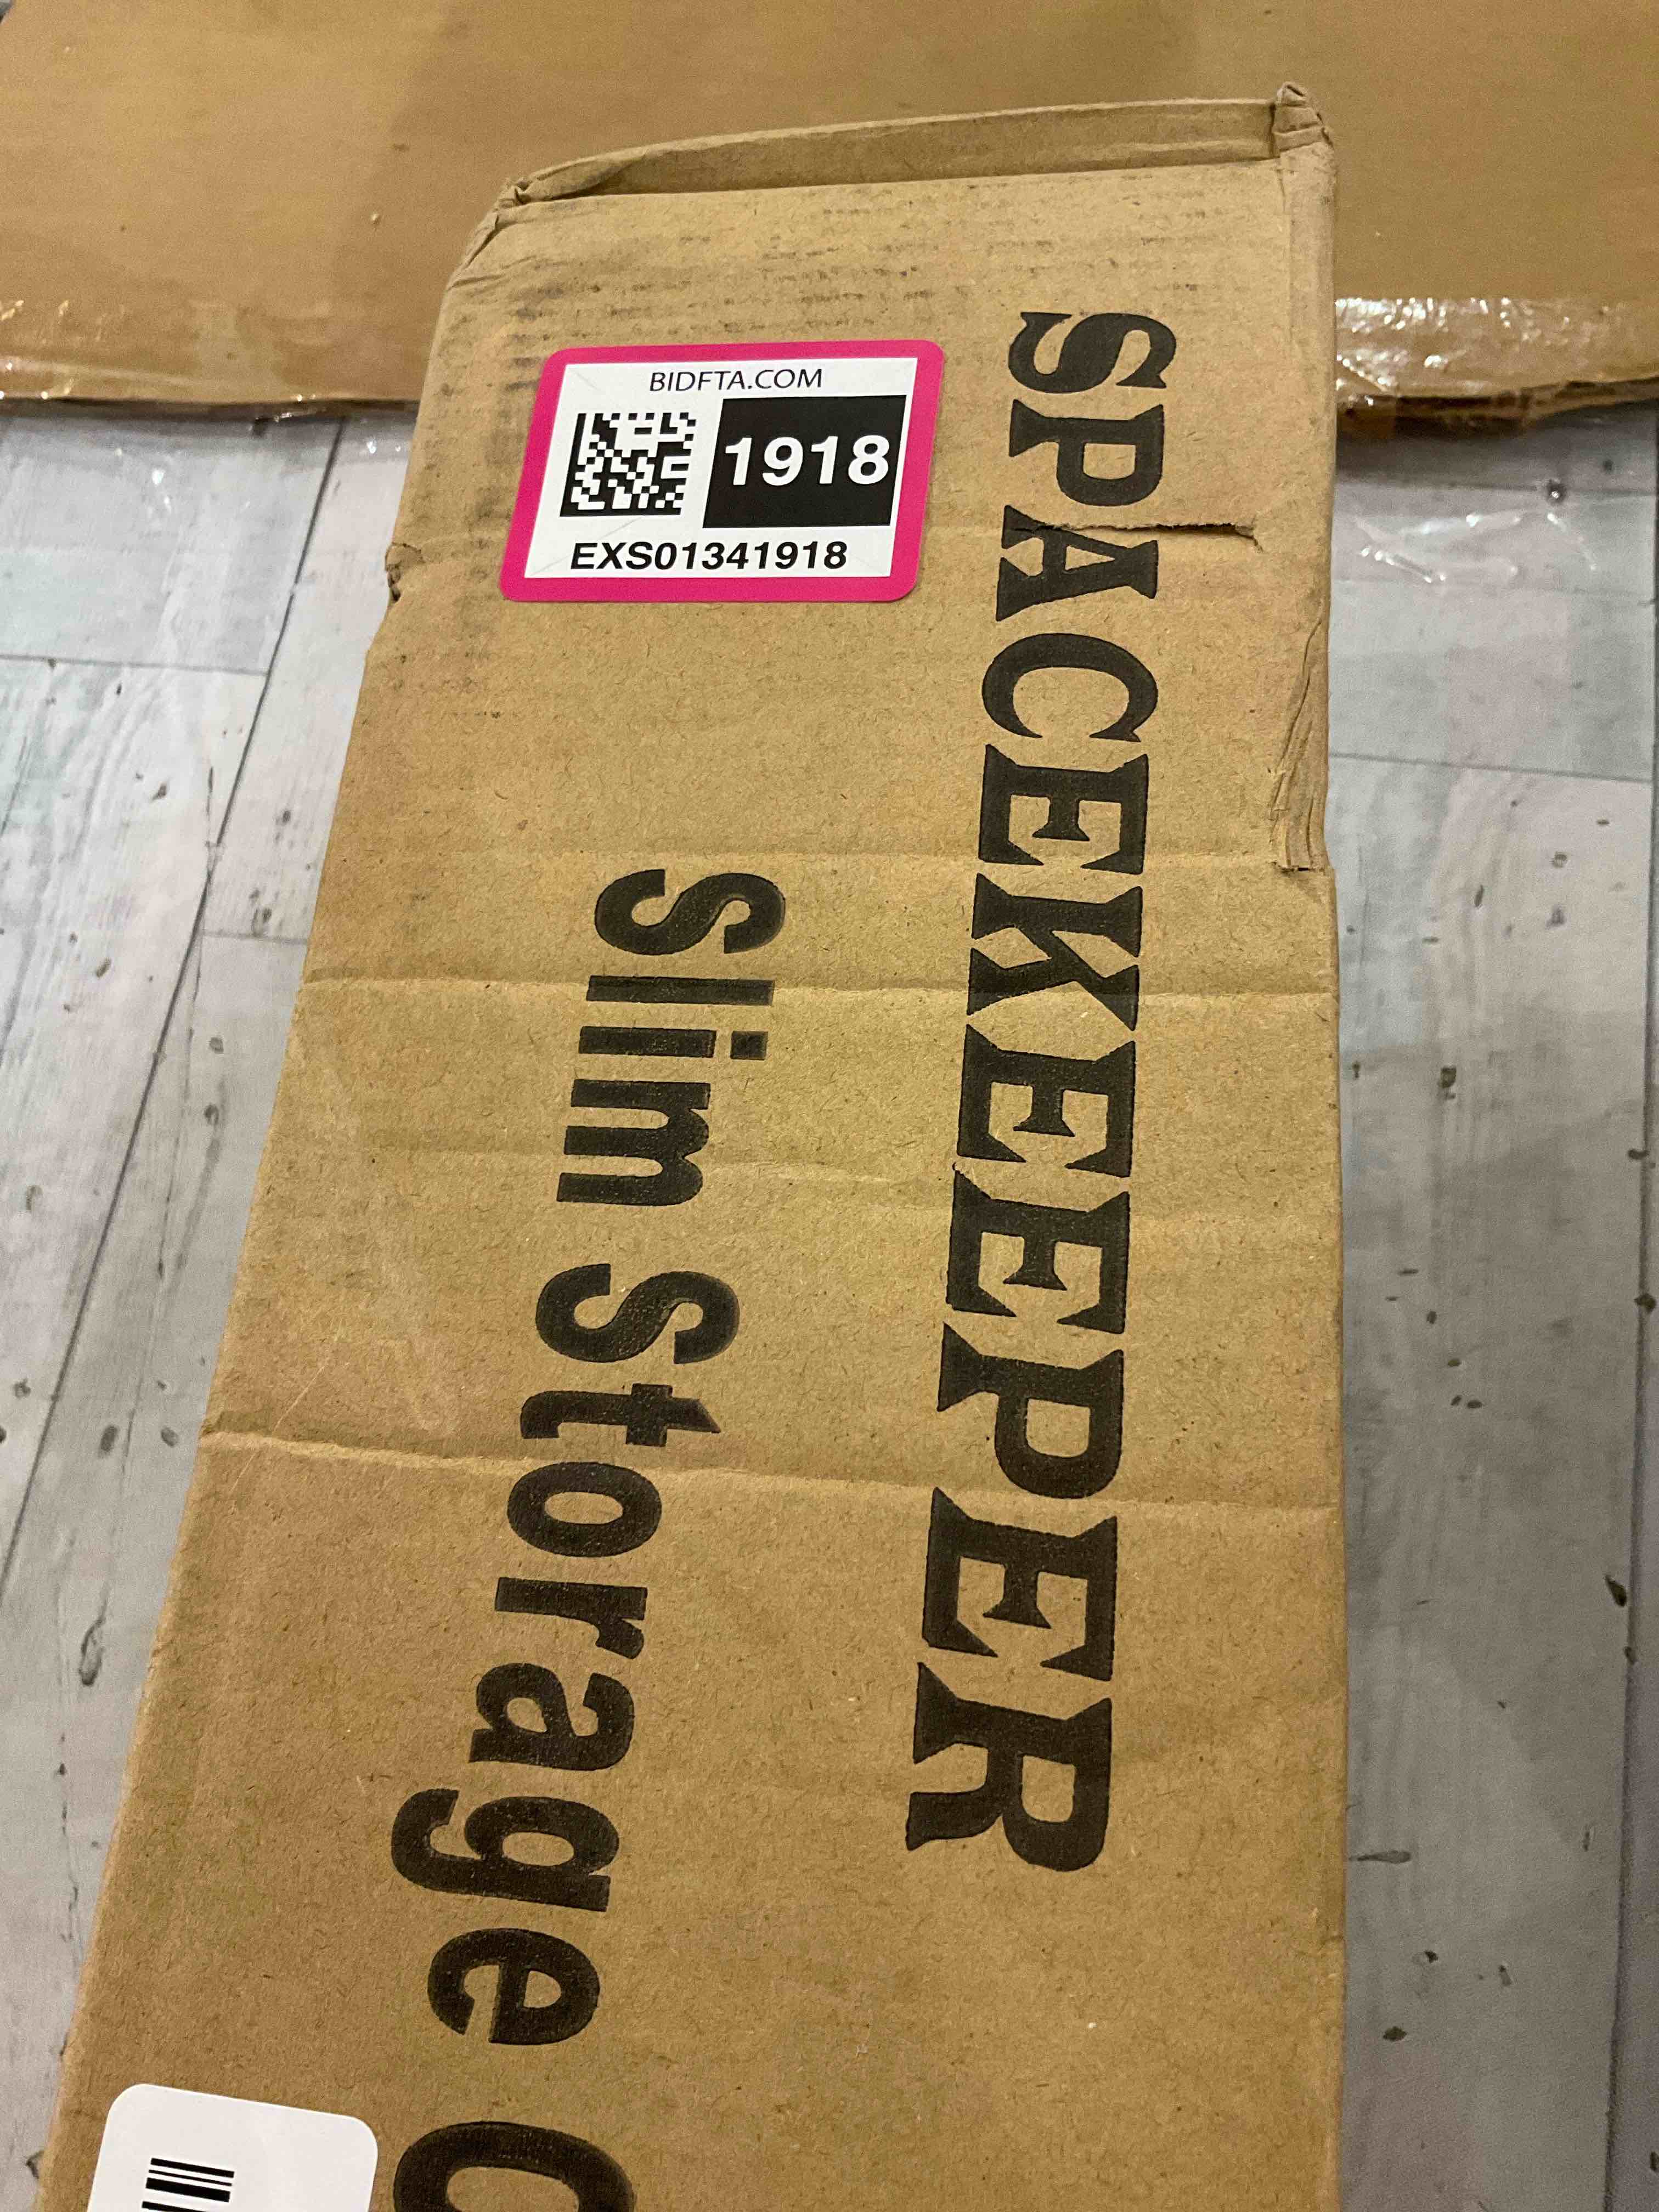 BIDFTA.COM
1918
EXS01341918
SPACEKEEPER
Slim Storage